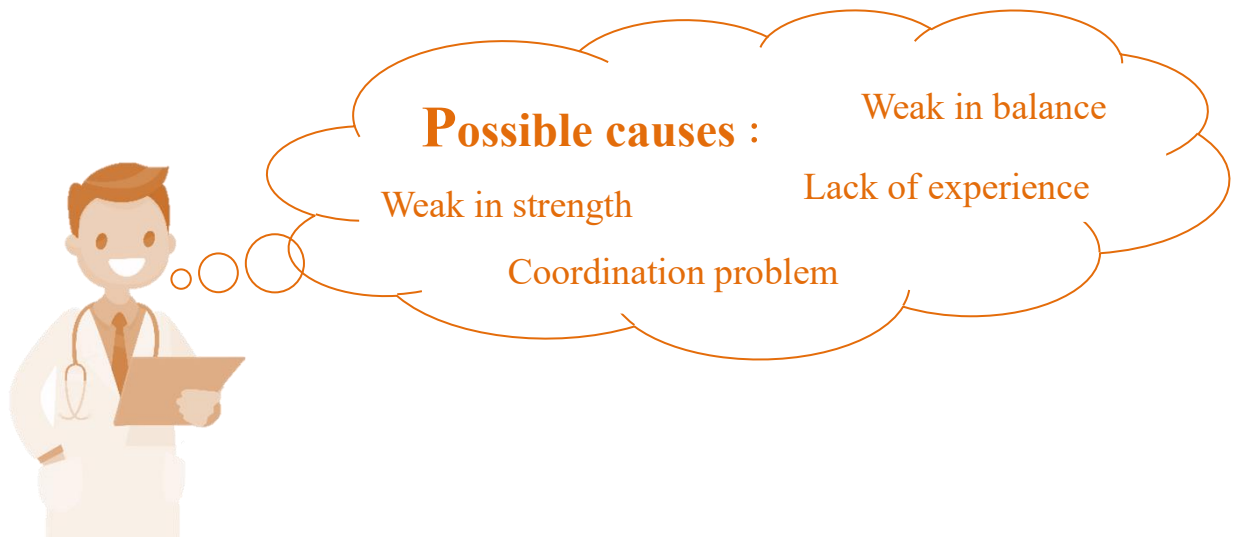 Possible causes :
Weak in balance
Weak in strength
Lack of experience
Coordination problem